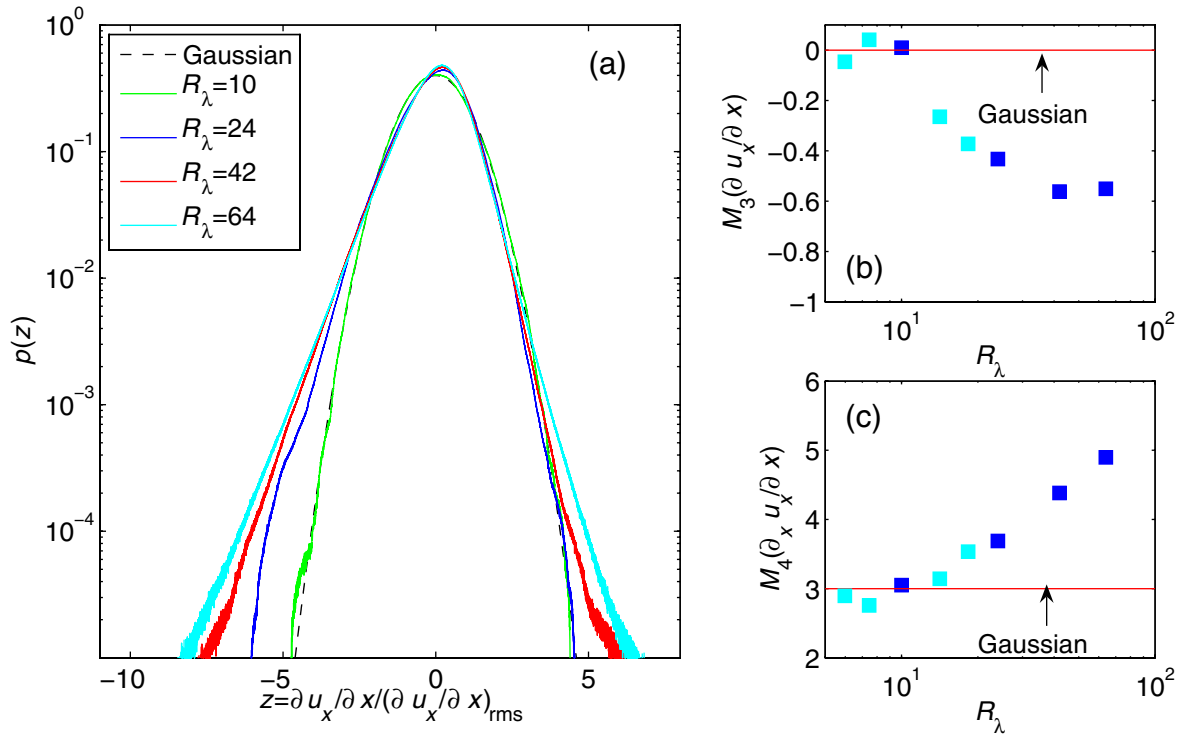 (a)
Gaussian
R_λ=10
R_λ=24
R_λ=42
R_λ=64
10^0
10^−1
10^−2
10^−3
10^−4
p(z)
−10 −5 0 5
z=∂ u_x/∂ x/(∂ u_x/∂ x)_rms
0
−0.2
−0.4
−0.6
−0.8
−1
M_3(∂ u_x/∂ x)
Gaussian
(b)
10^1 10^2
R_λ
6
5
4
3
2
M_4(∂_x u_x/∂ x)
(c)
Gaussian
10^1 10^2
R_λ